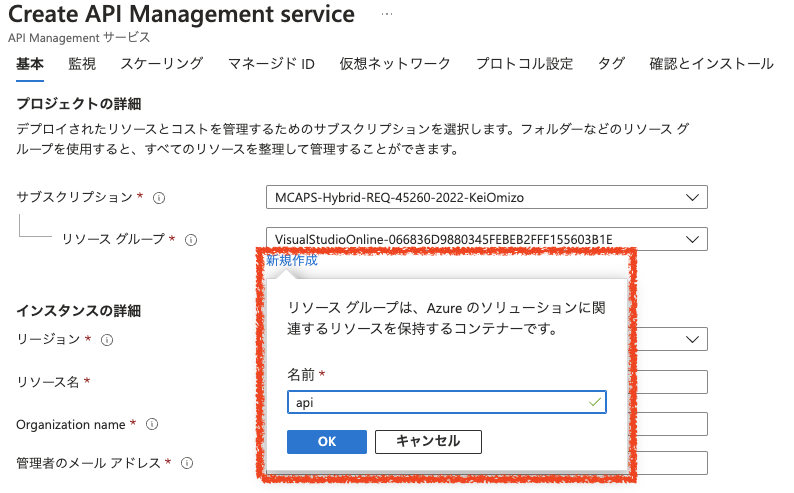 Create API Management service ...
API Management サービス
基本 監視 スケーリング マネージド ID 仮想ネットワーク プロトコル設定 タグ 確認とインストール
プロジェクトの詳細
デプロイされたリソースとコストを管理するためのサブスクリプションを選択します。フォルダーなどのリソース グ
ループを使用すると、すべてのリソースを整理して管理することができます。
サブスクリプション *
MCAPS-Hybrid-REQ-45260-2022-KeiOmizo
リソース グループ *
VisualStudioOnline-066836D9880345FEBEB2FFF155603B1E
新規作成
リソース グループは、Azure のソリューションに関
連するリソースを保持するコンテナーです。
名前 *
api
OK キャンセル
インスタンスの詳細
リージョン *
リソース名 *
Organization name *
管理者のメール アドレス *